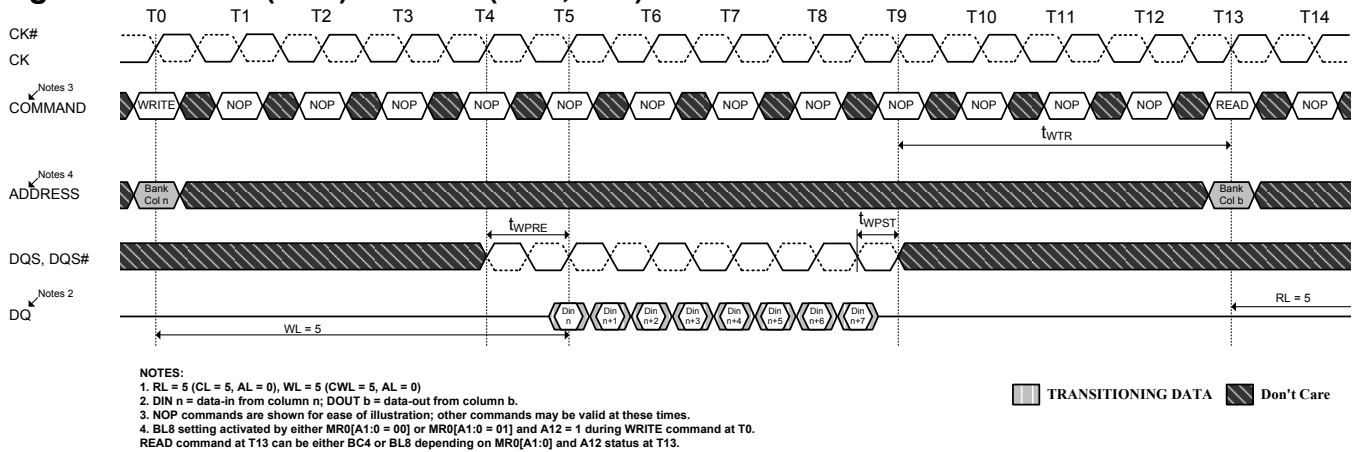 T0 T1 T2 T3 T4 T5 T6 T7 T8 T9 T10 T11 T12 T13 T14
CK#
CK
Notes 3
COMMAND
WRITE NOP NOP NOP NOP NOP NOP NOP NOP NOP NOP NOP NOP READ NOP
tWTR
Notes 4
ADDRESS
Bank
Col n
Bank
Col b
tWPRE
tWPST
DQS, DQS#
Notes 2
DQ
Din
n
Din
n+1
Din
n+2
Din
n+3
Din
n+4
Din
n+5
Din
n+6
Din
n+7
RL = 5
WL = 5
NOTES:
1. RL = 5 (CL = 5, AL = 0), WL = 5 (CWL = 5, AL = 0)
2. DIN n = data-in from column n; DOUT b = data-out from column b.
3. NOP commands are shown for ease of illustration; other commands may be valid at these times.
4. BL8 setting activated by either MR0[A1:0 = 00] or MR0[A1:0 = 01] and A12 = 1 during WRITE command at T0.
READ command at T13 can be either BC4 or BL8 depending on MR0[A1:0] and A12 status at T13.
TRANSITIONING DATA
Don't Care